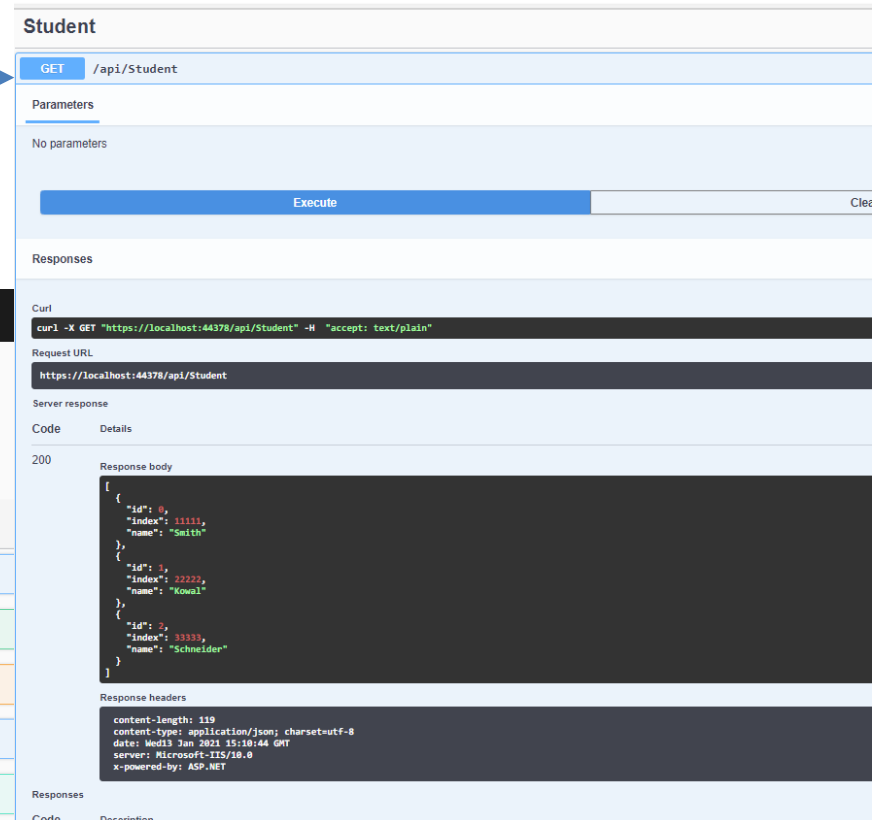 Student
GET /api/Student
Parameters
No parameters
Execute
Responses
Curl
curl -X GET "https://localhost:44378/api/Student" -H  "accept: text/plain"
Request URL
https://localhost:44378/api/Student
Server response
Code Details
200
Response body
[
  {
    "id": 0,
    "index": 11111,
    "name": "Smith"
  },
  {
    "id": 1,
    "index": 22222,
    "name": "Kowal"
  },
  {
    "id": 2,
    "index": 33333,
    "name": "Schneider"
  }
]
Response headers
content-length: 119
content-type: application/json; charset=utf-8
date: Wed13 Jan 2021 15:10:44 GMT
server: Microsoft-IIS/10.0
x-powered-by: ASP.NET
Responses
Code Description